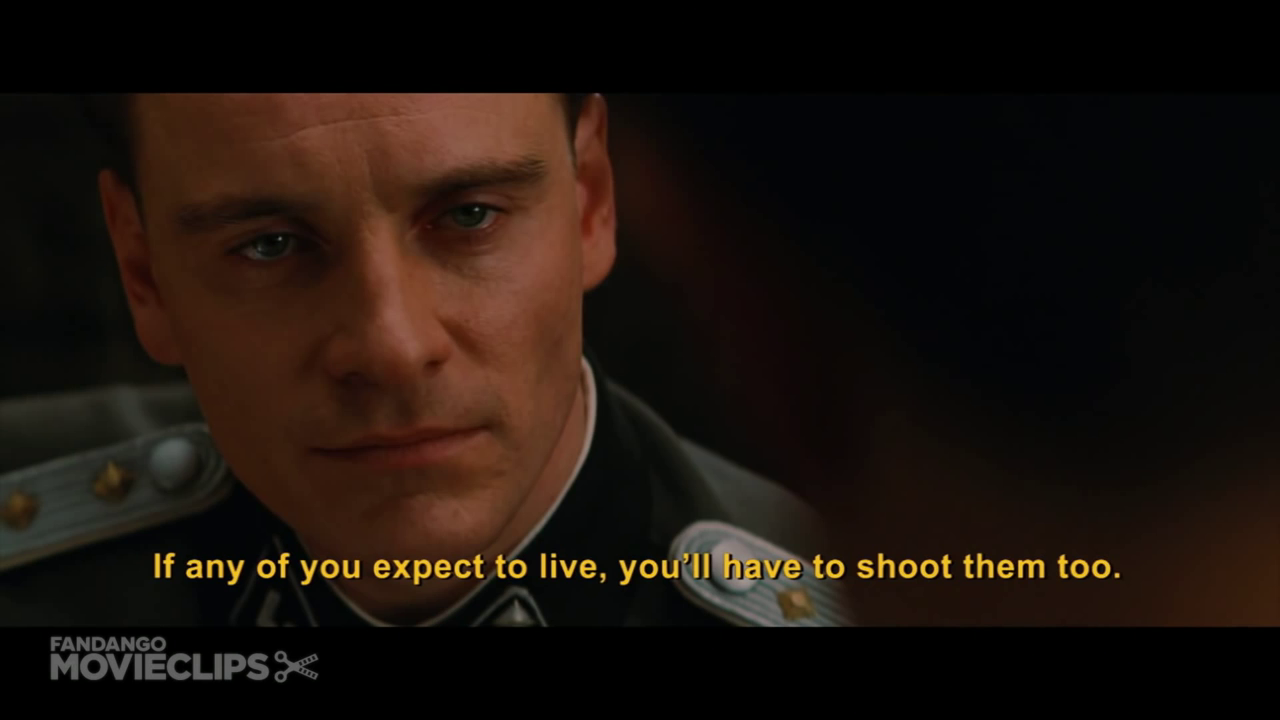 If any of you expect to live, you'll have to shoot them too.
FANDANGO
MOVIECLIPS